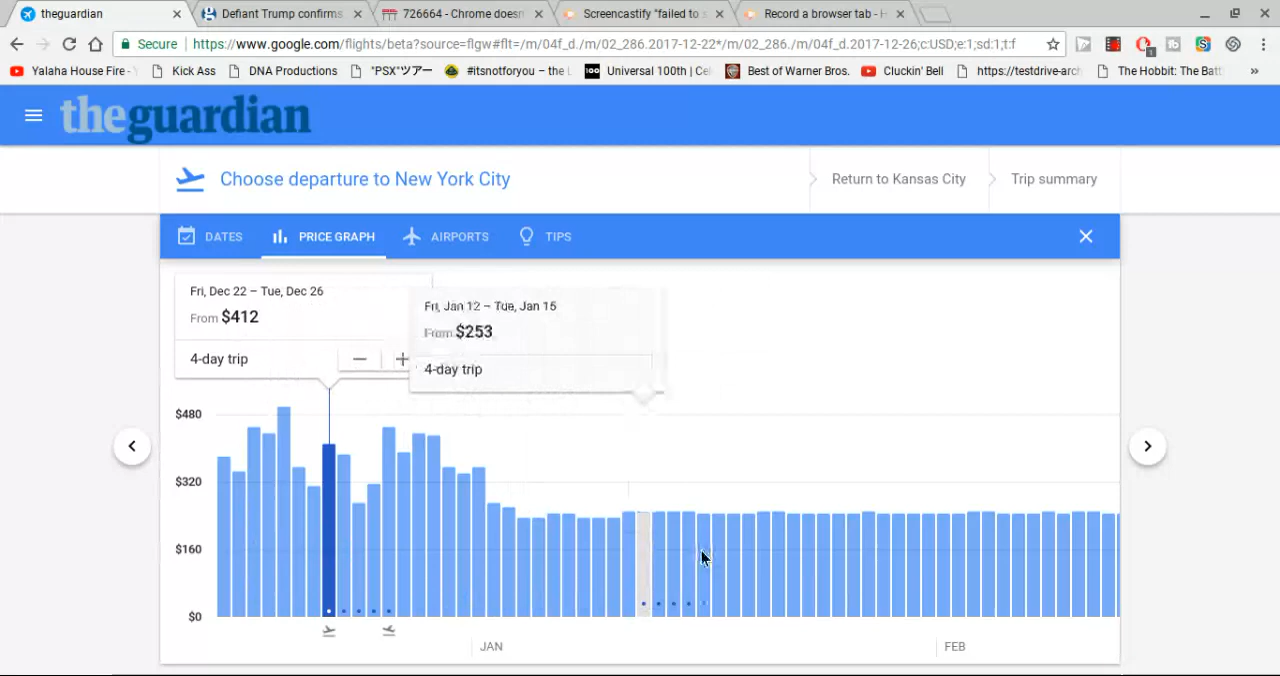 theguardian
Defiant Trump confirms
726664 - Chrome doesn
Screencastify "failed to s
Record a browser tab - H
Secure
https://www.google.com/flights/beta?source=flgw#flt=/m/04f_d./m/02_286.2017-12-22*/m/02_286./m/04f_d.2017-12-26;c:USD;e:1;sd:1;t:f
Yalaha House Fire -
Kick Ass
DNA Productions
"PSX"ツアー
#itsnotforyou – the L
100
Universal 100th | Cel
Best of Warner Bros.
Cluckin' Bell
https://testdrive-arch
The Hobbit: The Batt
»
theguardian
Choose departure to New York City
Return to Kansas City
Trip summary
DATES
PRICE GRAPH
AIRPORTS
TIPS
Fri, Dec 22 – Tue, Dec 26
From $412
4-day trip
Fri, Jan 12 – Tue, Jan 16
From $253
4-day trip
$480
$320
$160
$0
JAN
FEB